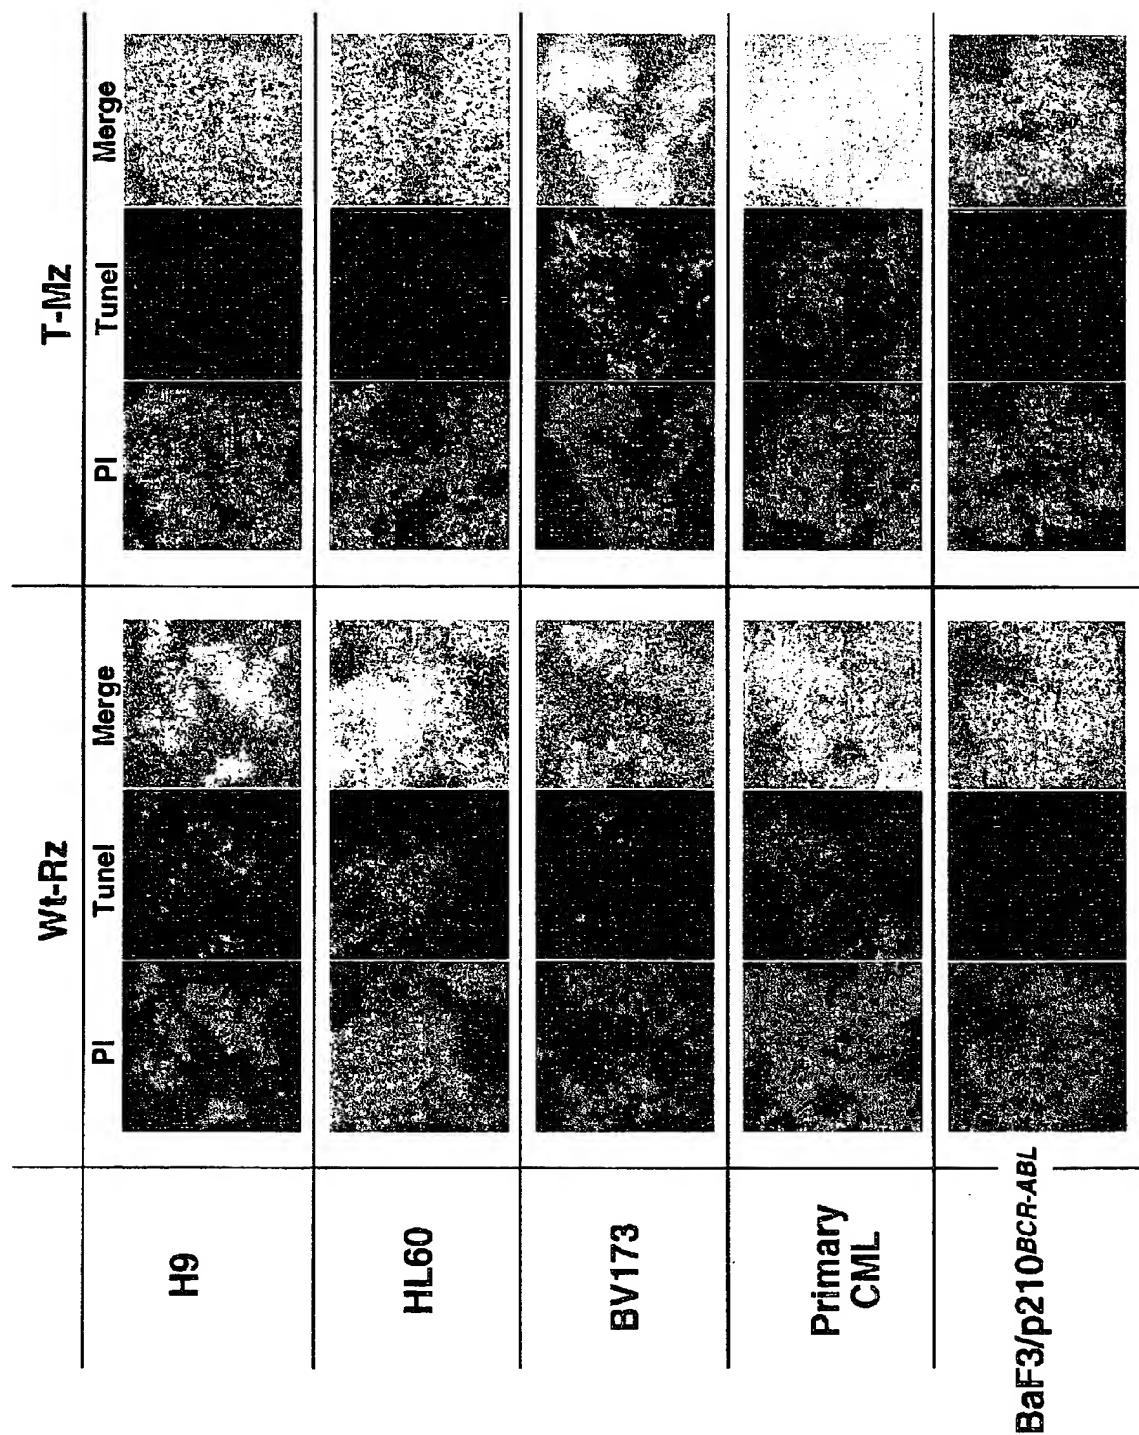 Wt-Rz
T-Mz
PI
Tunel
Merge
PI
Tunel
Merge
H9
HL60
BV173
Primary
CML
BaF3/p210BCR-ABL